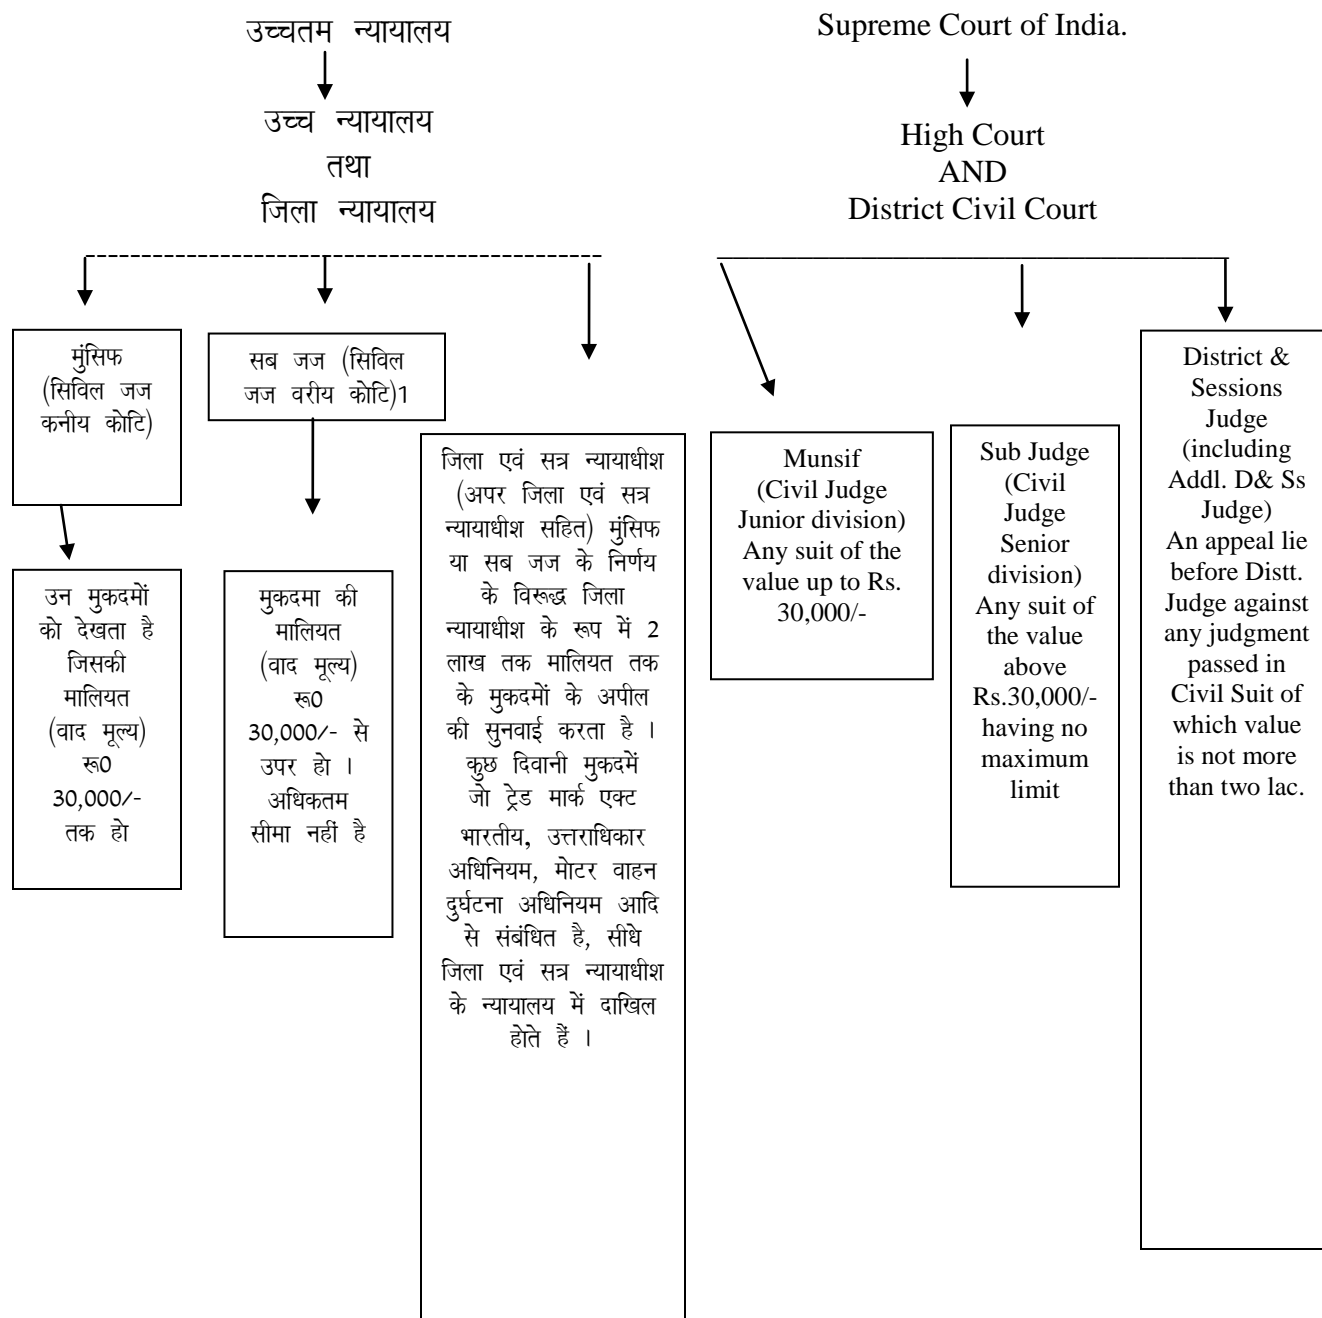 उच्चतम न्यायालय
उच्च न्यायालय
तथा
जिला न्यायालय
मुंसिफ
(सिविल जज
कनीय कोटि)
सब जज (सिविल
जज वरीय कोटि)1
उन मुकदमों
को देखता है
जिसकी
मालियत
(वाद मूल्य)
रू0
30,000/-
तक हो
मुकदमा की
मालियत
(वाद मूल्य)
रू0
30,000/- से
उपर हो ।
अधिकतम
सीमा नहीं है
जिला एवं सत्र न्यायाधीश
(अपर जिला एवं सत्र
न्यायाधीश सहित) मुंसिफ
या सब जज के निर्णय
के विरूद्ध जिला
न्यायाधीश के रूप में 2
लाख तक मालियत तक
के मुकदमों के अपील
की सुनवाई करता है ।
कुछ दिवानी मुकदमें
जो ट्रेड मार्क एक्ट
भारतीय, उत्तराधिकार
अधिनियम, मोटर वाहन
दुर्घटना अधिनियम आदि
से संबंधित है, सीधे
जिला एवं सत्र न्यायाधीश
के न्यायालय में दाखिल
होते हैं ।
Supreme Court of India.
High Court
AND
District Civil Court
Munsif
(Civil Judge
Junior division)
Any suit of the
value up to Rs.
30,000/-
Sub Judge
(Civil
Judge
Senior
division)
Any suit of
the value
above
Rs.30,000/-
having no
maximum
limit
District &
Sessions
Judge
(including
Addl. D& Ss
Judge)
An appeal lie
before Distt.
Judge against
any judgment
passed in
Civil Suit of
which value
is not more
than two lac.